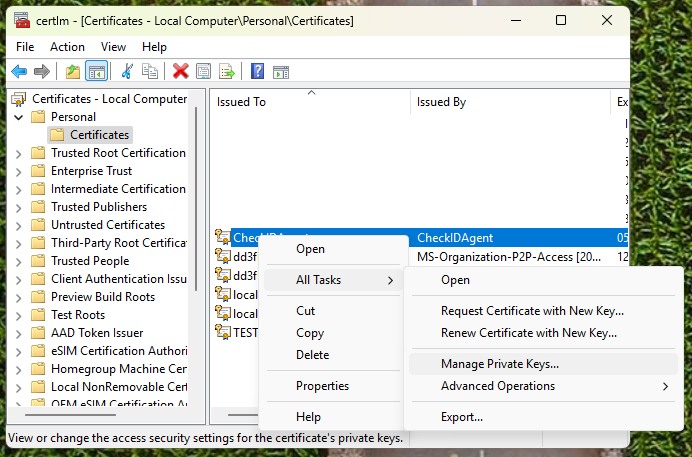 certlm - [Certificates - Local Computer\Personal\Certificates]
File Action View Help
Certificates - Local Computer
Personal
Certificates
Trusted Root Certification
Enterprise Trust
Intermediate Certification
Trusted Publishers
Untrusted Certificates
Third-Party Root Certificat
Trusted People
Client Authentication Issu
Preview Build Roots
Test Roots
AAD Token Issuer
eSIM Certification Authori
Homegroup Machine Cer
Local NonRemovable Cer
OEM eSIM Certification A
Issued To Issued By Ex
CheckIDAgent CheckIDAgent 05
dd3f MS-Organization-P2P-Access [20... 12
dd3f
local
local
TEST
Open
All Tasks
Cut
Copy
Delete
Properties
Help
Open
Request Certificate with New Key...
Renew Certificate with New Key...
Manage Private Keys...
Advanced Operations
Export...
View or change the access security settings for the certificate's private keys.